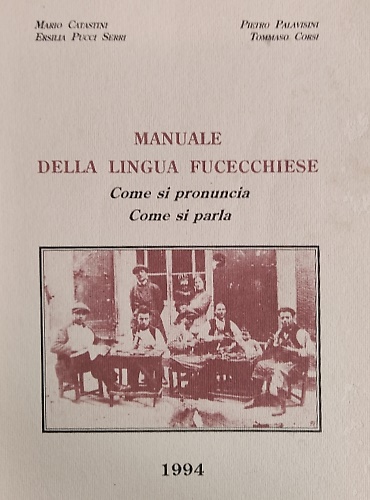 Mario Catastini Pietro Palavisini
Ersilia Pucci Serri Tommaso Corsi
MANUALE
DELLA LINGUA FUCECCHIESE
Come si pronuncia
Come si parla
1994